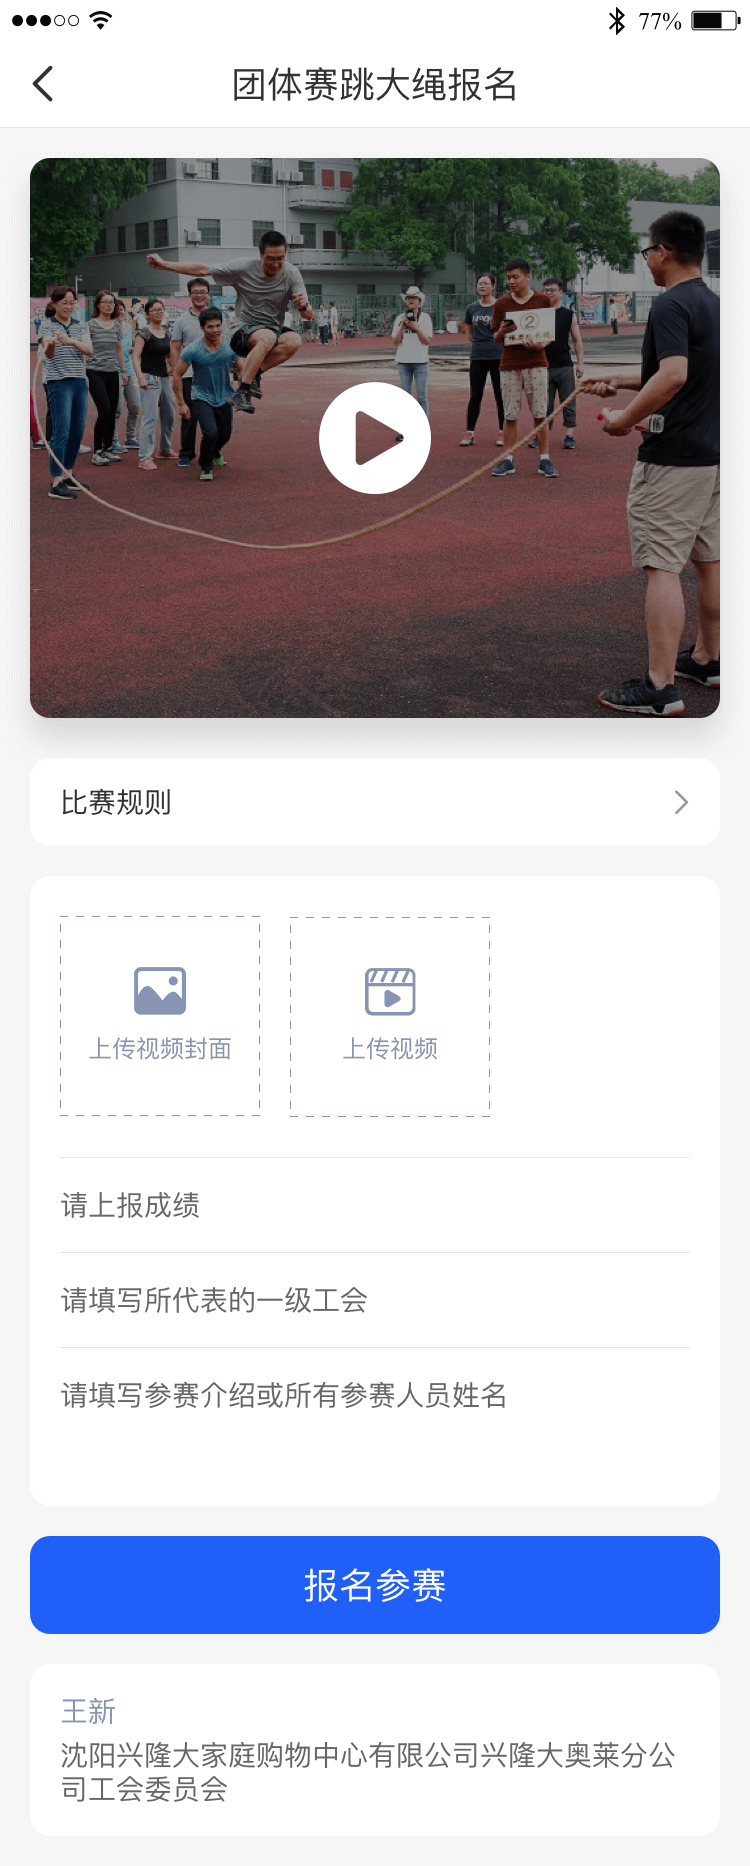 77%
团体赛跳大绳报名
②
比赛规则
上传视频封面
上传视频
请上报成绩
请填写所代表的一级工会
请填写参赛介绍或所有参赛人员姓名
报名参赛
王新
沈阳兴隆大家庭购物中心有限公司兴隆大奥莱分公
司工会委员会